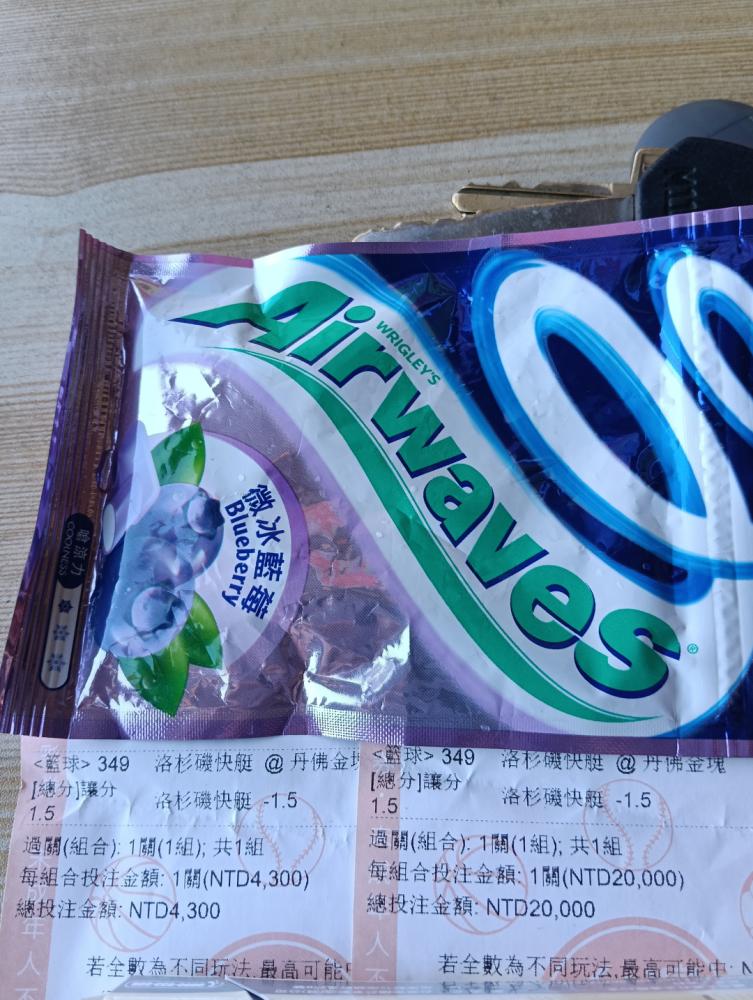 WRIGLEY'S
Airwaves®
微冰藍莓
Blueberry
COOLNESS
<籃球> 349 洛杉磯快艇 @ 丹佛金塊
[總分]讓分
洛杉磯快艇 -1.5
1.5
過關(組合): 1關(1組); 共1組
每組合投注金額: 1關(NTD4,300)
總投注金額: NTD4,300
若全數為不同玩法,最高可能
<籃球> 349 洛杉磯快艇 @ 丹佛金塊
[總分]讓分
洛杉磯快艇 -1.5
1.5
過關(組合): 1關(1組); 共1組
每組合投注金額: 1關(NTD20,000)
總投注金額: NTD20,000
若全數為不同玩法,最高可能中